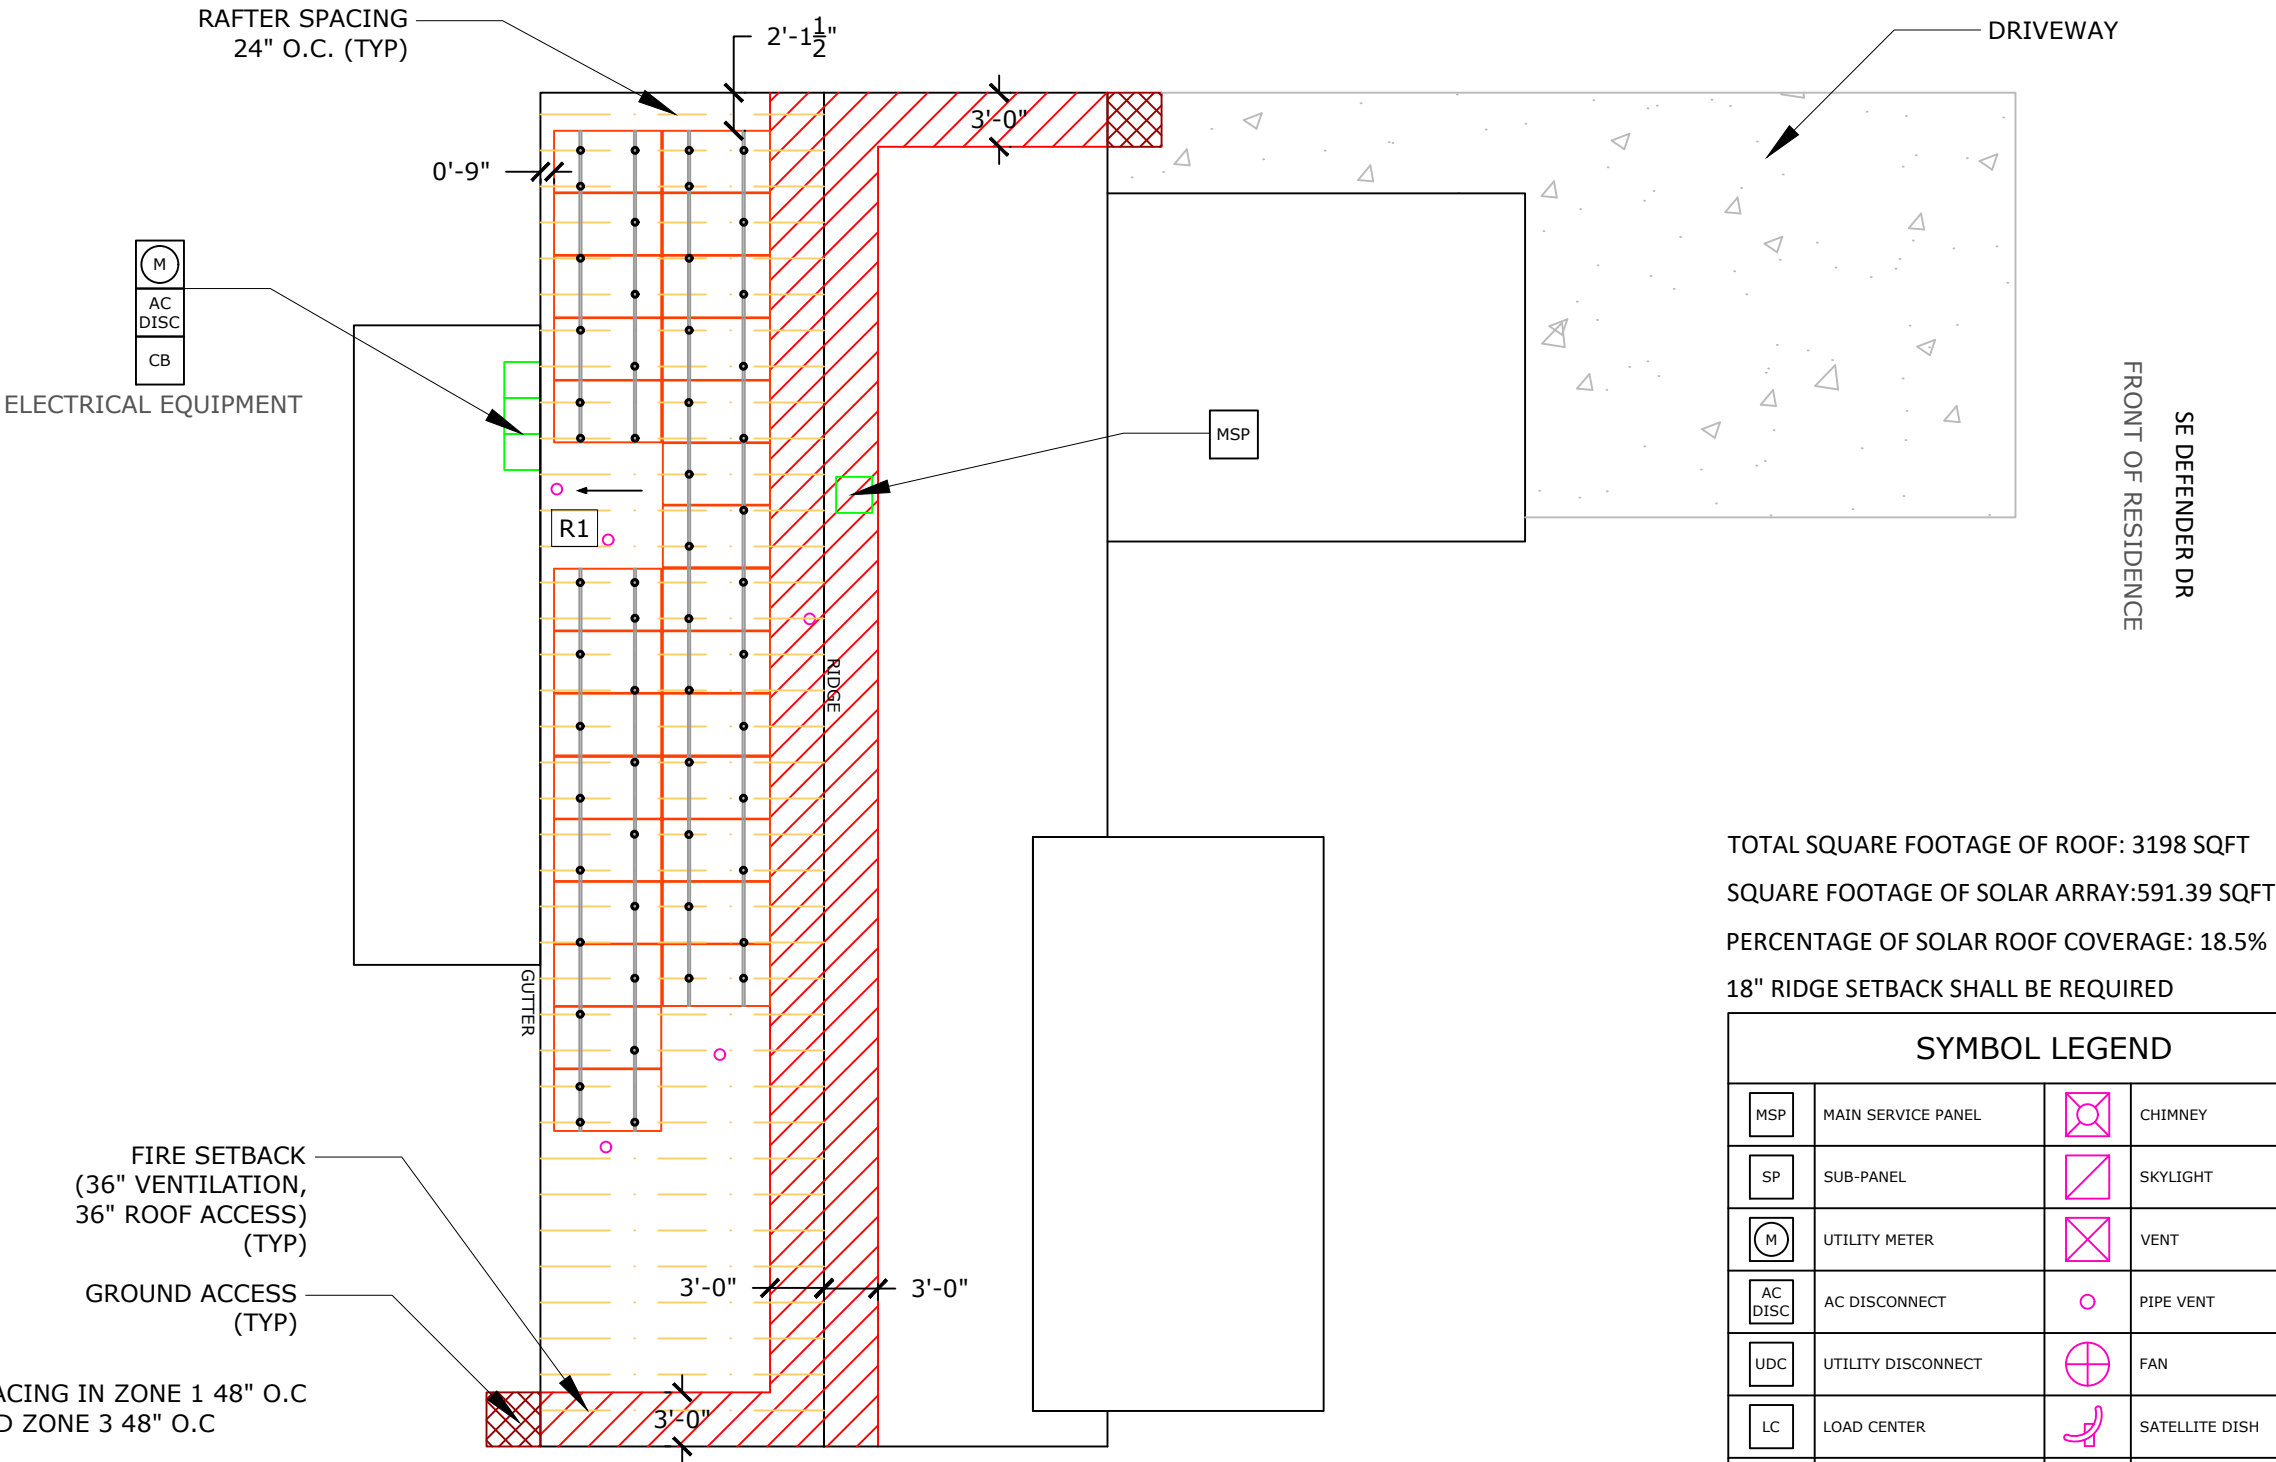 RAFTER SPACING
24" O.C. (TYP)
2'-1 1/2"
DRIVEWAY
3'-0"
0'-9"
M
AC
DISC
CB
ELECTRICAL EQUIPMENT
MSP
R1
RIDGE
GUTTER
FRONT OF RESIDENCE
SE DEFENDER DR
TOTAL SQUARE FOOTAGE OF ROOF: 3198 SQFT
SQUARE FOOTAGE OF SOLAR ARRAY:591.39 SQFT
PERCENTAGE OF SOLAR ROOF COVERAGE: 18.5%
18" RIDGE SETBACK SHALL BE REQUIRED
FIRE SETBACK
(36" VENTILATION,
36" ROOF ACCESS)
(TYP)
GROUND ACCESS
(TYP)
3'-0"
3'-0"
3'-0"
ACING IN ZONE 1 48" O.C
D ZONE 3 48" O.C
SYMBOL LEGEND
MSP MAIN SERVICE PANEL CHIMNEY
SP SUB-PANEL SKYLIGHT
M UTILITY METER VENT
AC DISC AC DISCONNECT PIPE VENT
UDC UTILITY DISCONNECT FAN
LC LOAD CENTER SATELLITE DISH